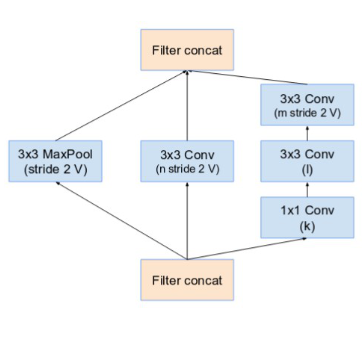 Filter concat
3x3 Conv
(m stride 2 V)
3x3 MaxPool
(stride 2 V)
3x3 Conv
(n stride 2 V)
3x3 Conv
(l)
1x1 Conv
(k)
Filter concat